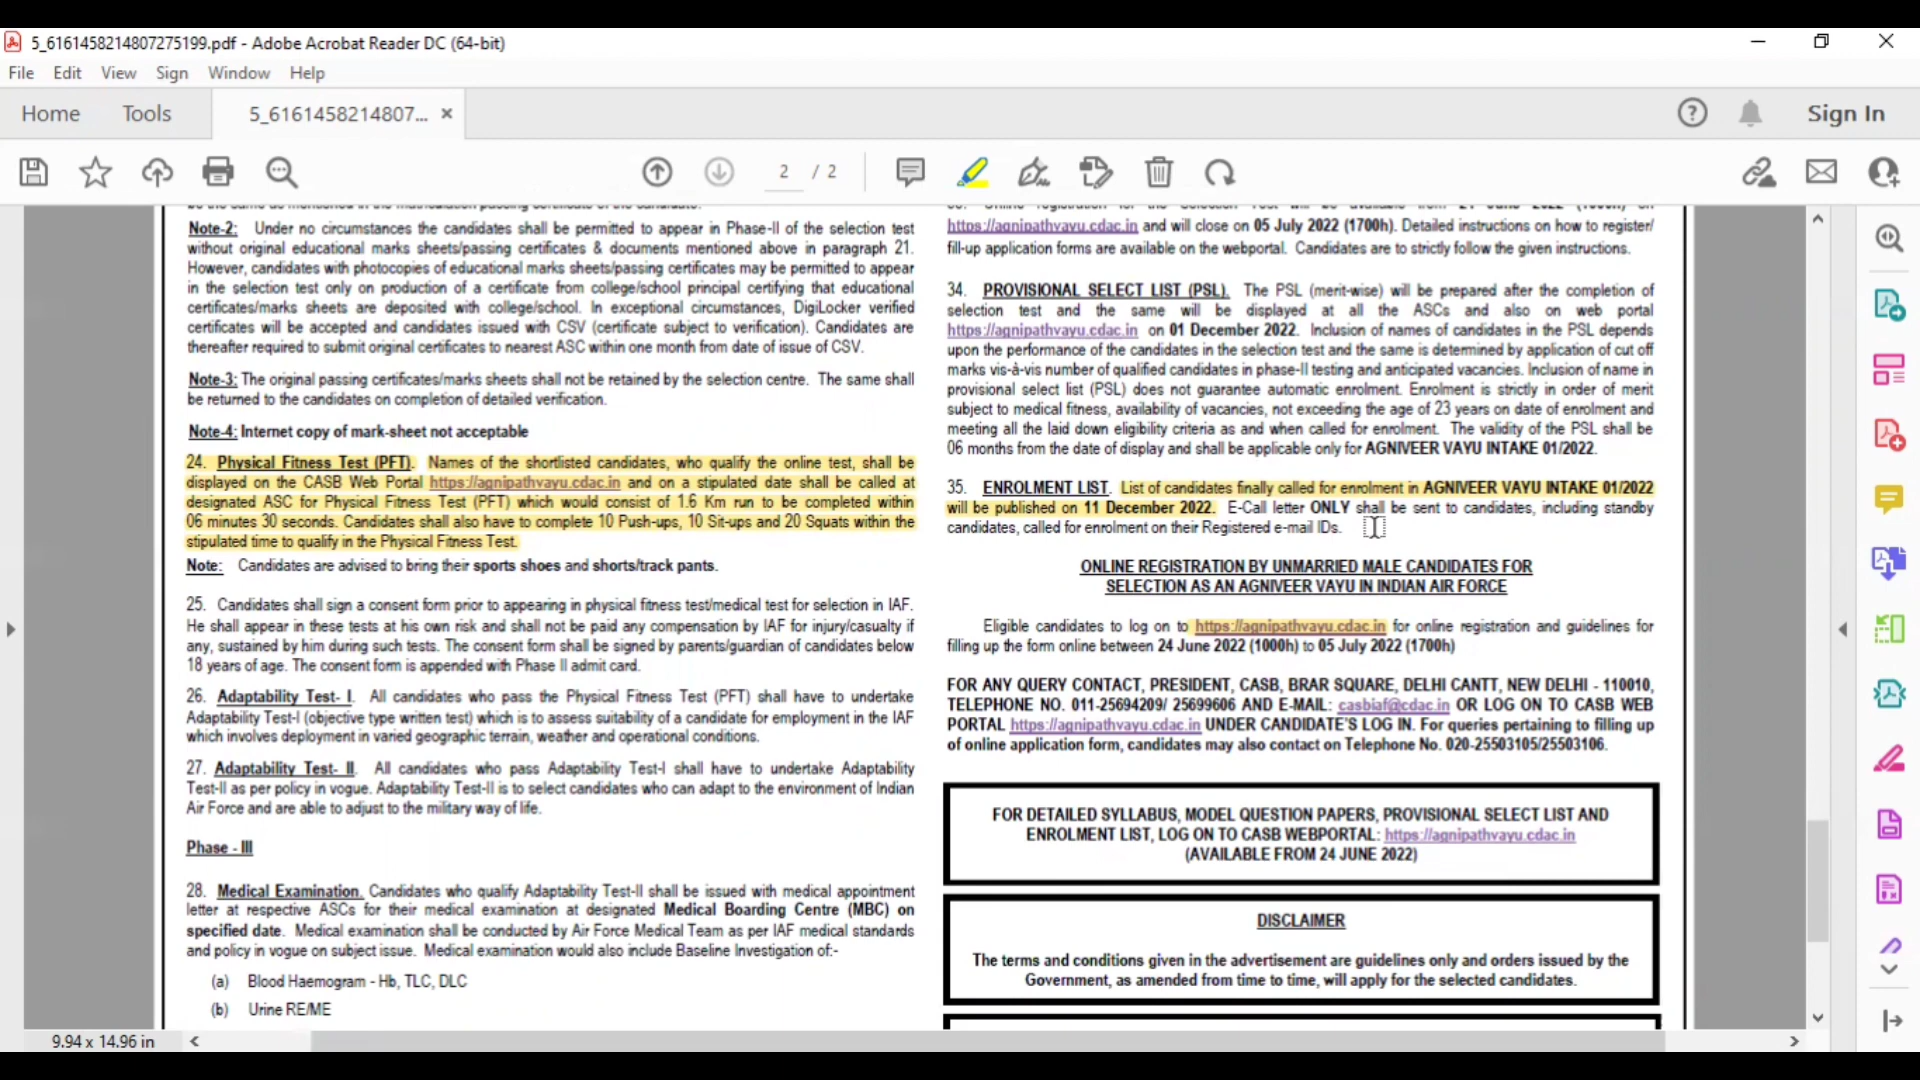 5_6161458214807275199.pdf - Adobe Acrobat Reader DC (64-bit)
File Edit View Sign Window Help
Home Tools 5_61614582148​07... × Sign In
2 / 2
be the same as mentioned in the matriculation passing certificate of the candidate.
Note-2: Under no circumstances the candidates shall be permitted to appear in Phase-II of the selection test
without original educational marks sheets/passing certificates & documents mentioned above in paragraph 21.
However, candidates with photocopies of educational marks sheets/passing certificates may be permitted to appear
in the selection test only on production of a certificate from college/school principal certifying that educational
certificates/marks sheets are deposited with college/school. In exceptional circumstances, DigiLocker verified
certificates will be accepted and candidates issued with CSV (certificate subject to verification). Candidates are
thereafter required to submit original certificates to nearest ASC within one month from date of issue of CSV.
Note-3: The original passing certificates/marks sheets shall not be retained by the selection centre. The same shall
be returned to the candidates on completion of detailed verification.
Note-4: Internet copy of mark-sheet not acceptable
24. Physical Fitness Test (PFT). Names of the shortlisted candidates, who qualify the online test, shall be
displayed on the CASB Web Portal https://agnipathvayu.cdac.in and on a stipulated date shall be called at
designated ASC for Physical Fitness Test (PFT) which would consist of 1.6 Km run to be completed within
06 minutes 30 seconds. Candidates shall also have to complete 10 Push-ups, 10 Sit-ups and 20 Squats within the
stipulated time to qualify in the Physical Fitness Test.
Note: Candidates are advised to bring their sports shoes and shorts/track pants.
25. Candidates shall sign a consent form prior to appearing in physical fitness test/medical test for selection in IAF.
He shall appear in these tests at his own risk and shall not be paid any compensation by IAF for injury/casualty if
any, sustained by him during such tests. The consent form shall be signed by parents/guardian of candidates below
18 years of age. The consent form is appended with Phase II admit card.
26. Adaptability Test- I. All candidates who pass the Physical Fitness Test (PFT) shall have to undertake
Adaptability Test-I (objective type written test) which is to assess suitability of a candidate for employment in the IAF
which involves deployment in varied geographic terrain, weather and operational conditions.
27. Adaptability Test- II. All candidates who pass Adaptability Test-I shall have to undertake Adaptability
Test-II as per policy in vogue. Adaptability Test-II is to select candidates who can adapt to the environment of Indian
Air Force and are able to adjust to the military way of life.
Phase - III
28. Medical Examination. Candidates who qualify Adaptability Test-II shall be issued with medical appointment
letter at respective ASCs for their medical examination at designated Medical Boarding Centre (MBC) on
specified date. Medical examination shall be conducted by Air Force Medical Team as per IAF medical standards
and policy in vogue on subject issue. Medical examination would also include Baseline Investigation of:-
(a) Blood Haemogram - Hb, TLC, DLC
(b) Urine RE/ME
https://agnipathvayu.cdac.in and will close on 05 July 2022 (1700h). Detailed instructions on how to register/
fill-up application forms are available on the webportal. Candidates are to strictly follow the given instructions.
34. PROVISIONAL SELECT LIST (PSL). The PSL (merit-wise) will be prepared after the completion of
selection test and the same will be displayed at all the ASCs and also on web portal
https://agnipathvayu.cdac.in on 01 December 2022. Inclusion of names of candidates in the PSL depends
upon the performance of the candidates in the selection test and the same is determined by application of cut off
marks vis-à-vis number of qualified candidates in phase-II testing and anticipated vacancies. Inclusion of name in
provisional select list (PSL) does not guarantee automatic enrolment. Enrolment is strictly in order of merit
subject to medical fitness, availability of vacancies, not exceeding the age of 23 years on date of enrolment and
meeting all the laid down eligibility criteria as and when called for enrolment. The validity of the PSL shall be
06 months from the date of display and shall be applicable only for AGNIVEER VAYU INTAKE 01/2022.
35. ENROLMENT LIST. List of candidates finally called for enrolment in AGNIVEER VAYU INTAKE 01/2022
will be published on 11 December 2022. E-Call letter ONLY shall be sent to candidates, including standby
candidates, called for enrolment on their Registered e-mail IDs.
ONLINE REGISTRATION BY UNMARRIED MALE CANDIDATES FOR
SELECTION AS AN AGNIVEER VAYU IN INDIAN AIR FORCE
Eligible candidates to log on to https://agnipathvayu.cdac.in for online registration and guidelines for
filling up the form online between 24 June 2022 (1000h) to 05 July 2022 (1700h)
FOR ANY QUERY CONTACT, PRESIDENT, CASB, BRAR SQUARE, DELHI CANTT, NEW DELHI - 110010,
TELEPHONE NO. 011-25694209/ 25699606 AND E-MAIL: casbiaf@cdac.in OR LOG ON TO CASB WEB
PORTAL https://agnipathvayu.cdac.in UNDER CANDIDATE'S LOG IN. For queries pertaining to filling up
of online application form, candidates may also contact on Telephone No. 020-25503105/25503106.
FOR DETAILED SYLLABUS, MODEL QUESTION PAPERS, PROVISIONAL SELECT LIST AND
ENROLMENT LIST, LOG ON TO CASB WEBPORTAL: https://agnipathvayu.cdac.in
(AVAILABLE FROM 24 JUNE 2022)
DISCLAIMER
The terms and conditions given in the advertisement are guidelines only and orders issued by the
Government, as amended from time to time, will apply for the selected candidates.
9.94 x 14.96 in